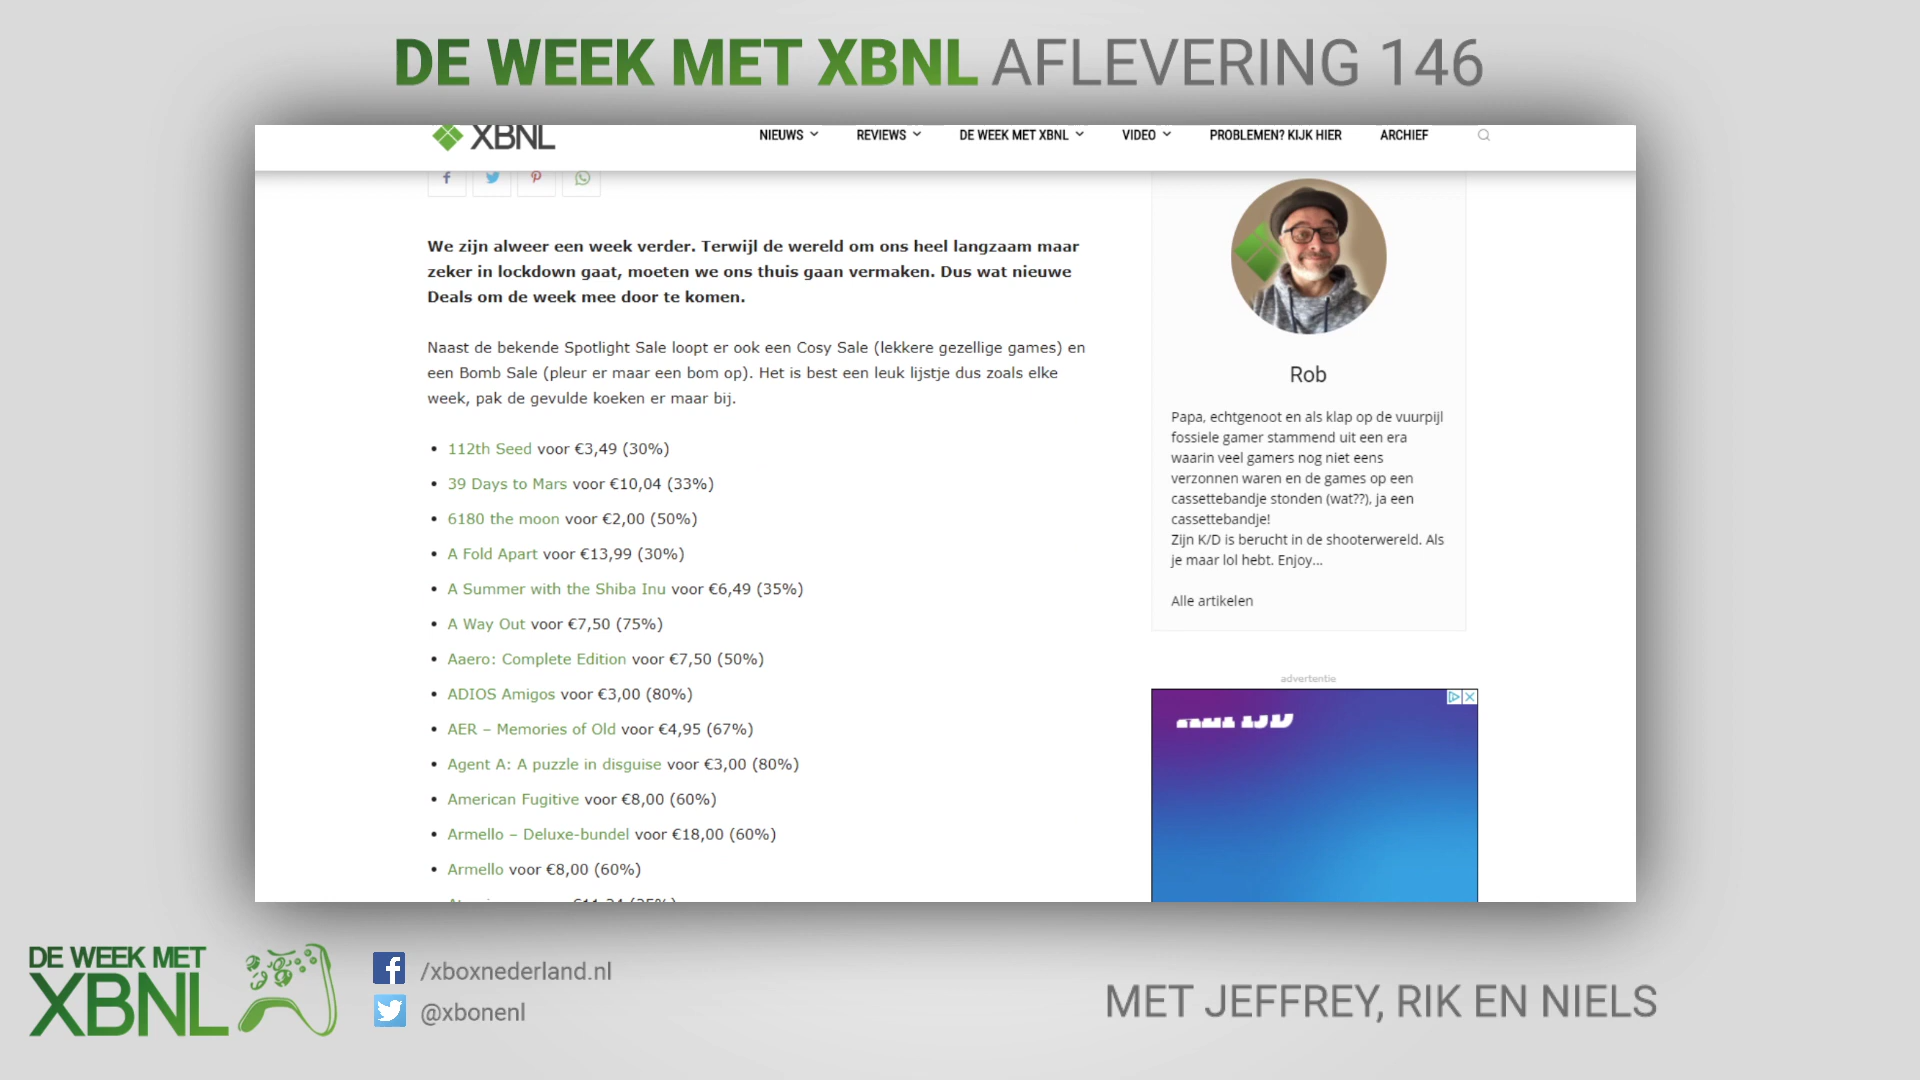 DE WEEK MET XBNL AFLEVERING 146
XBNL
NIEUWS REVIEWS DE WEEK MET XBNL VIDEO PROBLEMEN? KIJK HIER ARCHIEF
We zijn alweer een week verder. Terwijl de wereld om ons heel langzaam maar
zeker in lockdown gaat, moeten we ons thuis gaan vermaken. Dus wat nieuwe
Deals om de week mee door te komen.
Naast de bekende Spotlight Sale loopt er ook een Cosy Sale (lekkere gezellige games) en
een Bomb Sale (pleur er maar een bom op). Het is best een leuk lijstje dus zoals elke
week, pak de gevulde koeken er maar bij.
• 112th Seed voor €3,49 (30%)
• 39 Days to Mars voor €10,04 (33%)
• 6180 the moon voor €2,00 (50%)
• A Fold Apart voor €13,99 (30%)
• A Summer with the Shiba Inu voor €6,49 (35%)
• A Way Out voor €7,50 (75%)
• Aaero: Complete Edition voor €7,50 (50%)
• ADIOS Amigos voor €3,00 (80%)
• AER – Memories of Old voor €4,95 (67%)
• Agent A: A puzzle in disguise voor €3,00 (80%)
• American Fugitive voor €8,00 (60%)
• Armello – Deluxe-bundel voor €18,00 (60%)
• Armello voor €8,00 (60%)
Rob
Papa, echtgenoot en als klap op de vuurpijl
fossiele gamer stammend uit een era
waarin veel gamers nog niet eens
verzonnen waren en de games op een
cassettebandje stonden (wat??), ja een
cassettebandje!
Zijn K/D is berucht in de shooterwereld. Als
je maar lol hebt. Enjoy...
Alle artikelen
advertentie
DE WEEK MET
XBNL
/xboxnederland.nl
@xbonenl
MET JEFFREY, RIK EN NIELS